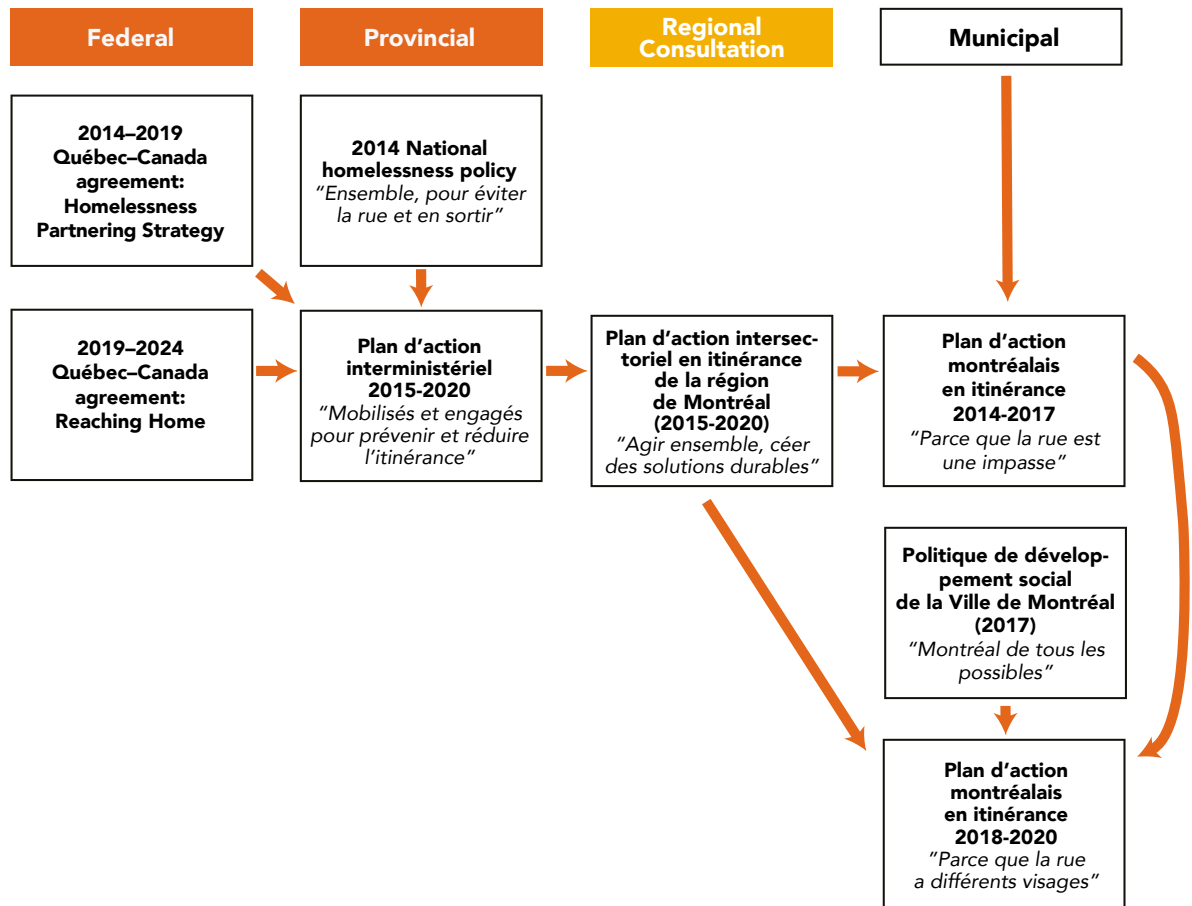 Federal
Provincial
Regional
Consultation
Municipal
2014–2019
Québec–Canada
agreement:
Homelessness
Partnering Strategy
2014 National
homelessness policy
“Ensemble, pour éviter
la rue et en sortir”
2019–2024
Québec–Canada
agreement:
Reaching Home
Plan d’action
interministériel
2015-2020
“Mobilisés et engagés
pour prévenir et réduire
l’itinérance”
Plan d’action intersec-
toriel en itinérance
de la région
de Montréal
(2015-2020)
“Agir ensemble, céer
des solutions durables”
Plan d’action
montréalais
en itinérance
2014-2017
“Parce que la rue est
une impasse”
Politique de dévelop-
pement social
de la Ville de Montréal
(2017)
“Montréal de tous les
possibles”
Plan d’action
montréalais
en itinérance
2018-2020
“Parce que la rue
a différents visages”